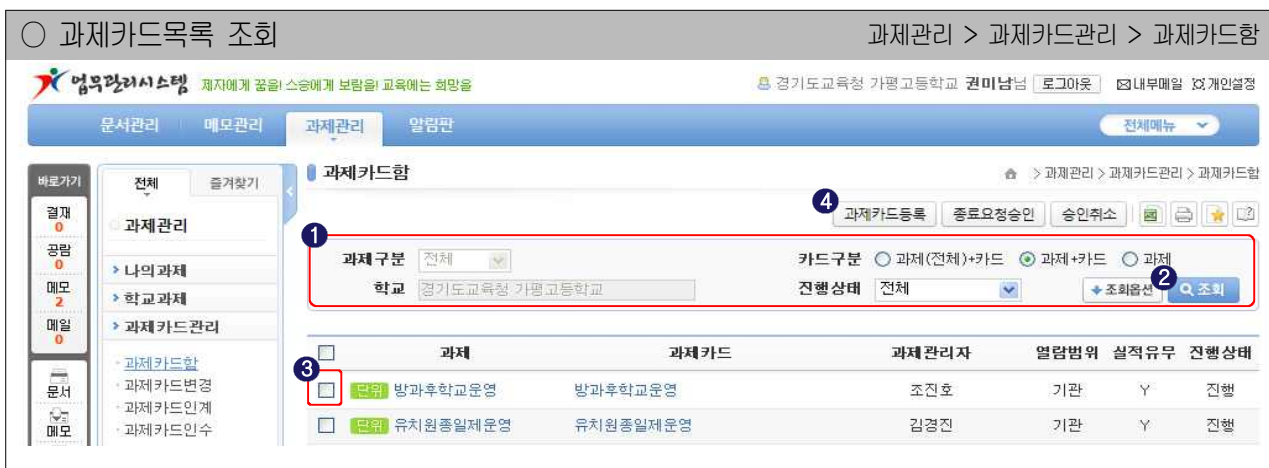 ○ 과제카드목록 조회 과제관리 > 과제카드관리 > 과제카드함
업무관리시스템 제자에게 꿈을! 스승에게 보람을! 교육에는 희망을 경기도교육청 가평고등학교 권미남님 로그아웃 내부메일 개인설정
문서관리 메모관리 과제관리 알림판 전체메뉴
바로가기 전체 즐겨찾기 과제카드함 > 과제관리 > 과제카드관리 > 과제카드함
결재 0 과제관리 4 과제카드등록 종료요청승인 승인취소
1
공람 0 과제구분 전체 카드구분 과제(전체)+카드 과제+카드 과제
> 나의과제
메모 2 > 학교과제 학교 경기도교육청 가평고등학교 진행상태 전체 조회옵션 2 조회
메일 0 > 과제카드관리
과제 과제카드 과제관리자 열람범위 실적유무 진행상태
· 과제카드함
3
문서 · 과제카드변경 단위 방과후학교운영 방과후학교운영 조진호 기관 Y 진행
· 과제카드인계
메모 · 과제카드인수 단위 유치원종일제운영 유치원종일제운영 김경진 기관 Y 진행